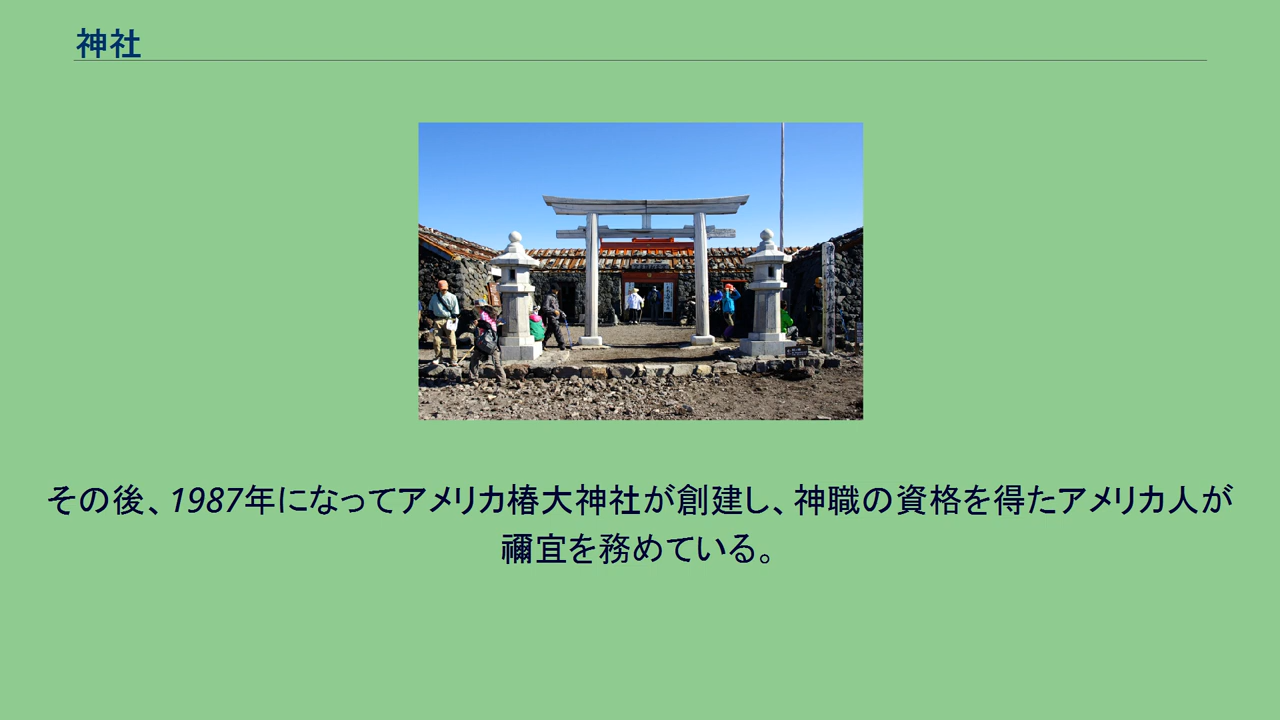 神社
その後、1987年になってアメリカ椿大神社が創建し、神職の資格を得たアメリカ人が
禰宜を務めている。